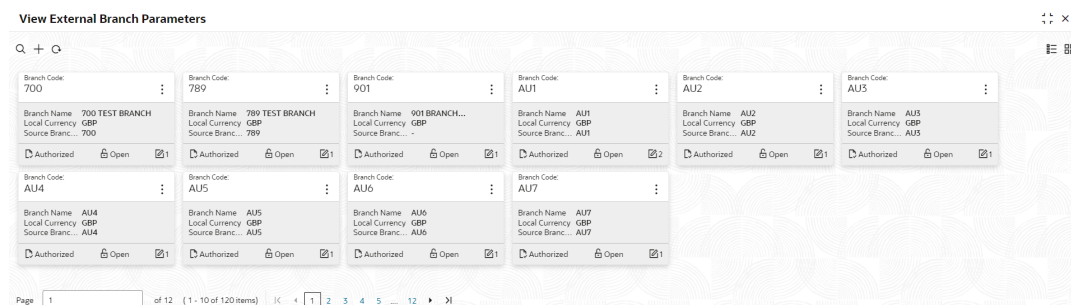 View External Branch Parameters
Branch Code: Branch Code: Branch Code: Branch Code: Branch Code: Branch Code:
700 789 901 AU1 AU2 AU3
Branch Name 700 TEST BRANCH Branch Name 789 TEST BRANCH Branch Name 901 BRANCH... Branch Name AU1 Branch Name AU2 Branch Name AU3
Local Currency GBP Local Currency GBP Local Currency GBP Local Currency GBP Local Currency GBP Local Currency GBP
Source Branc... 700 Source Branc... 789 Source Branc... - Source Branc... AU1 Source Branc... AU2 Source Branc... AU3
Authorized Open 1 Authorized Open 1 Authorized Open 1 Authorized Open 2 Authorized Open 1 Authorized Open 1
Branch Code: Branch Code: Branch Code: Branch Code:
AU4 AU5 AU6 AU7
Branch Name AU4 Branch Name AU5 Branch Name AU6 Branch Name AU7
Local Currency GBP Local Currency GBP Local Currency GBP Local Currency GBP
Source Branc... AU4 Source Branc... AU5 Source Branc... AU6 Source Branc... AU7
Authorized Open 1 Authorized Open 1 Authorized Open 1 Authorized Open 1
Page 1 of 12 (1 - 10 of 120 items) 1 2 3 4 5 ... 12